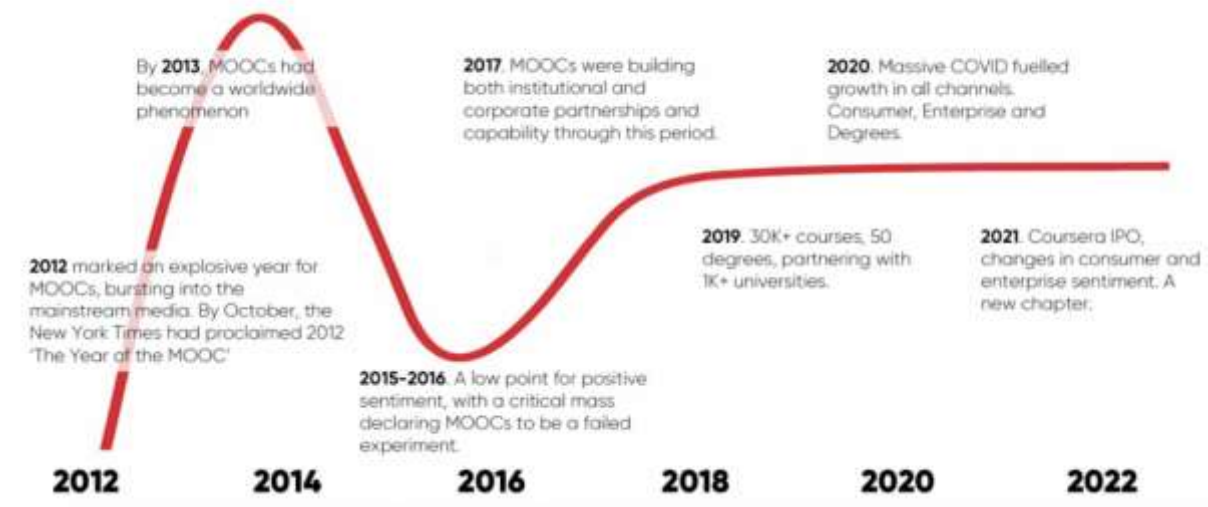 By 2013, MOOCs had
become a worldwide
phenomenon
2017. MOOCs were building
both institutional and
corporate partnerships and
capability through this period.
2020. Massive COVID fuelled
growth in all channels.
Consumer, Enterprise and
Degrees.
2012 marked an explosive year for
MOOCs, bursting into the
mainstream media. By October, the
New York Times had proclaimed 2012
'The Year of the MOOC'
2015-2016. A low point for positive
sentiment, with a critical mass
declaring MOOCs to be a failed
experiment.
2019. 30K+ courses, 50
degrees, partnering with
1K+ universities.
2021. Coursera IPO,
changes in consumer and
enterprise sentiment. A
new chapter.
2012 2014 2016 2018 2020 2022